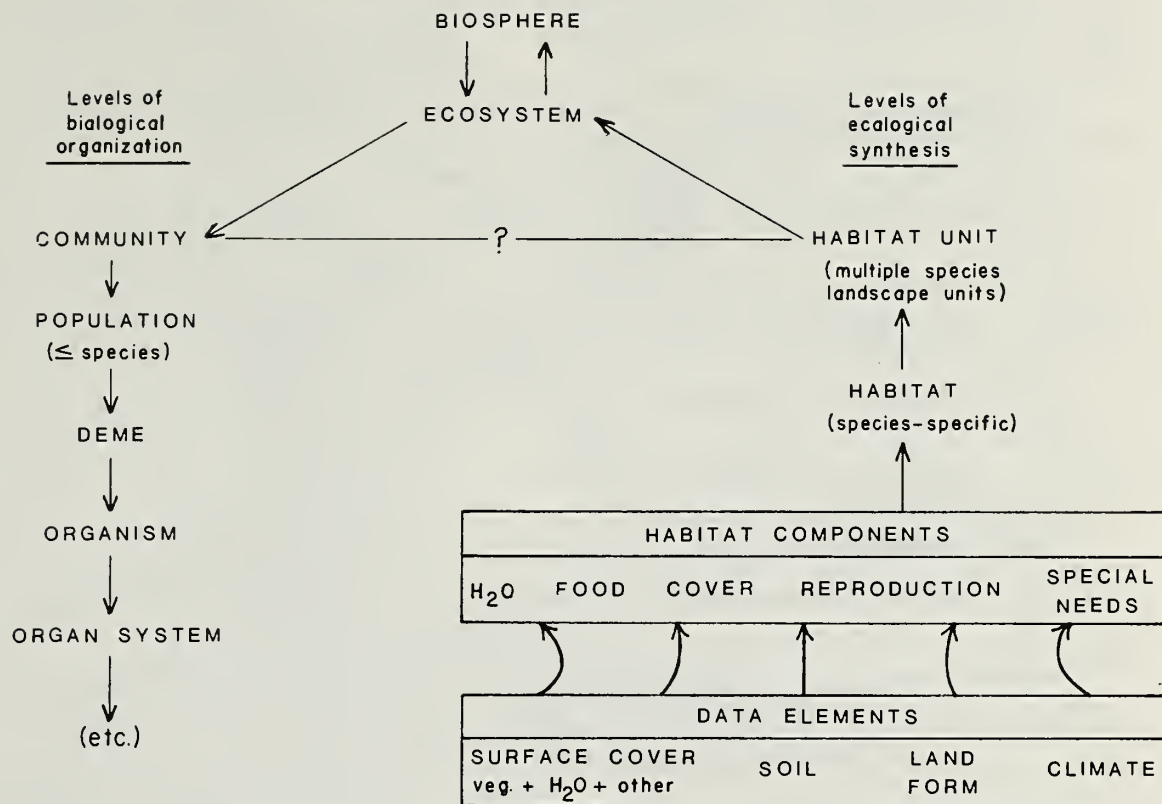 BIOSPHERE
ECOSYSTEM
Levels of
bialogical
organization
Levels of
ecalogical
synthesis
COMMUNITY
?
HABITAT UNIT
(multiple species
landscape units)
POPULATION
(≤ species)
HABITAT
(species-specific)
DEME
ORGANISM
ORGAN SYSTEM
(etc.)
HABITAT COMPONENTS
H₂O FOOD COVER REPRODUCTION SPECIAL
NEEDS
DATA ELEMENTS
SURFACE COVER
veg. + H₂O + other
SOIL
LAND
FORM
CLIMATE